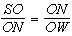 SO/ON = ON/OW